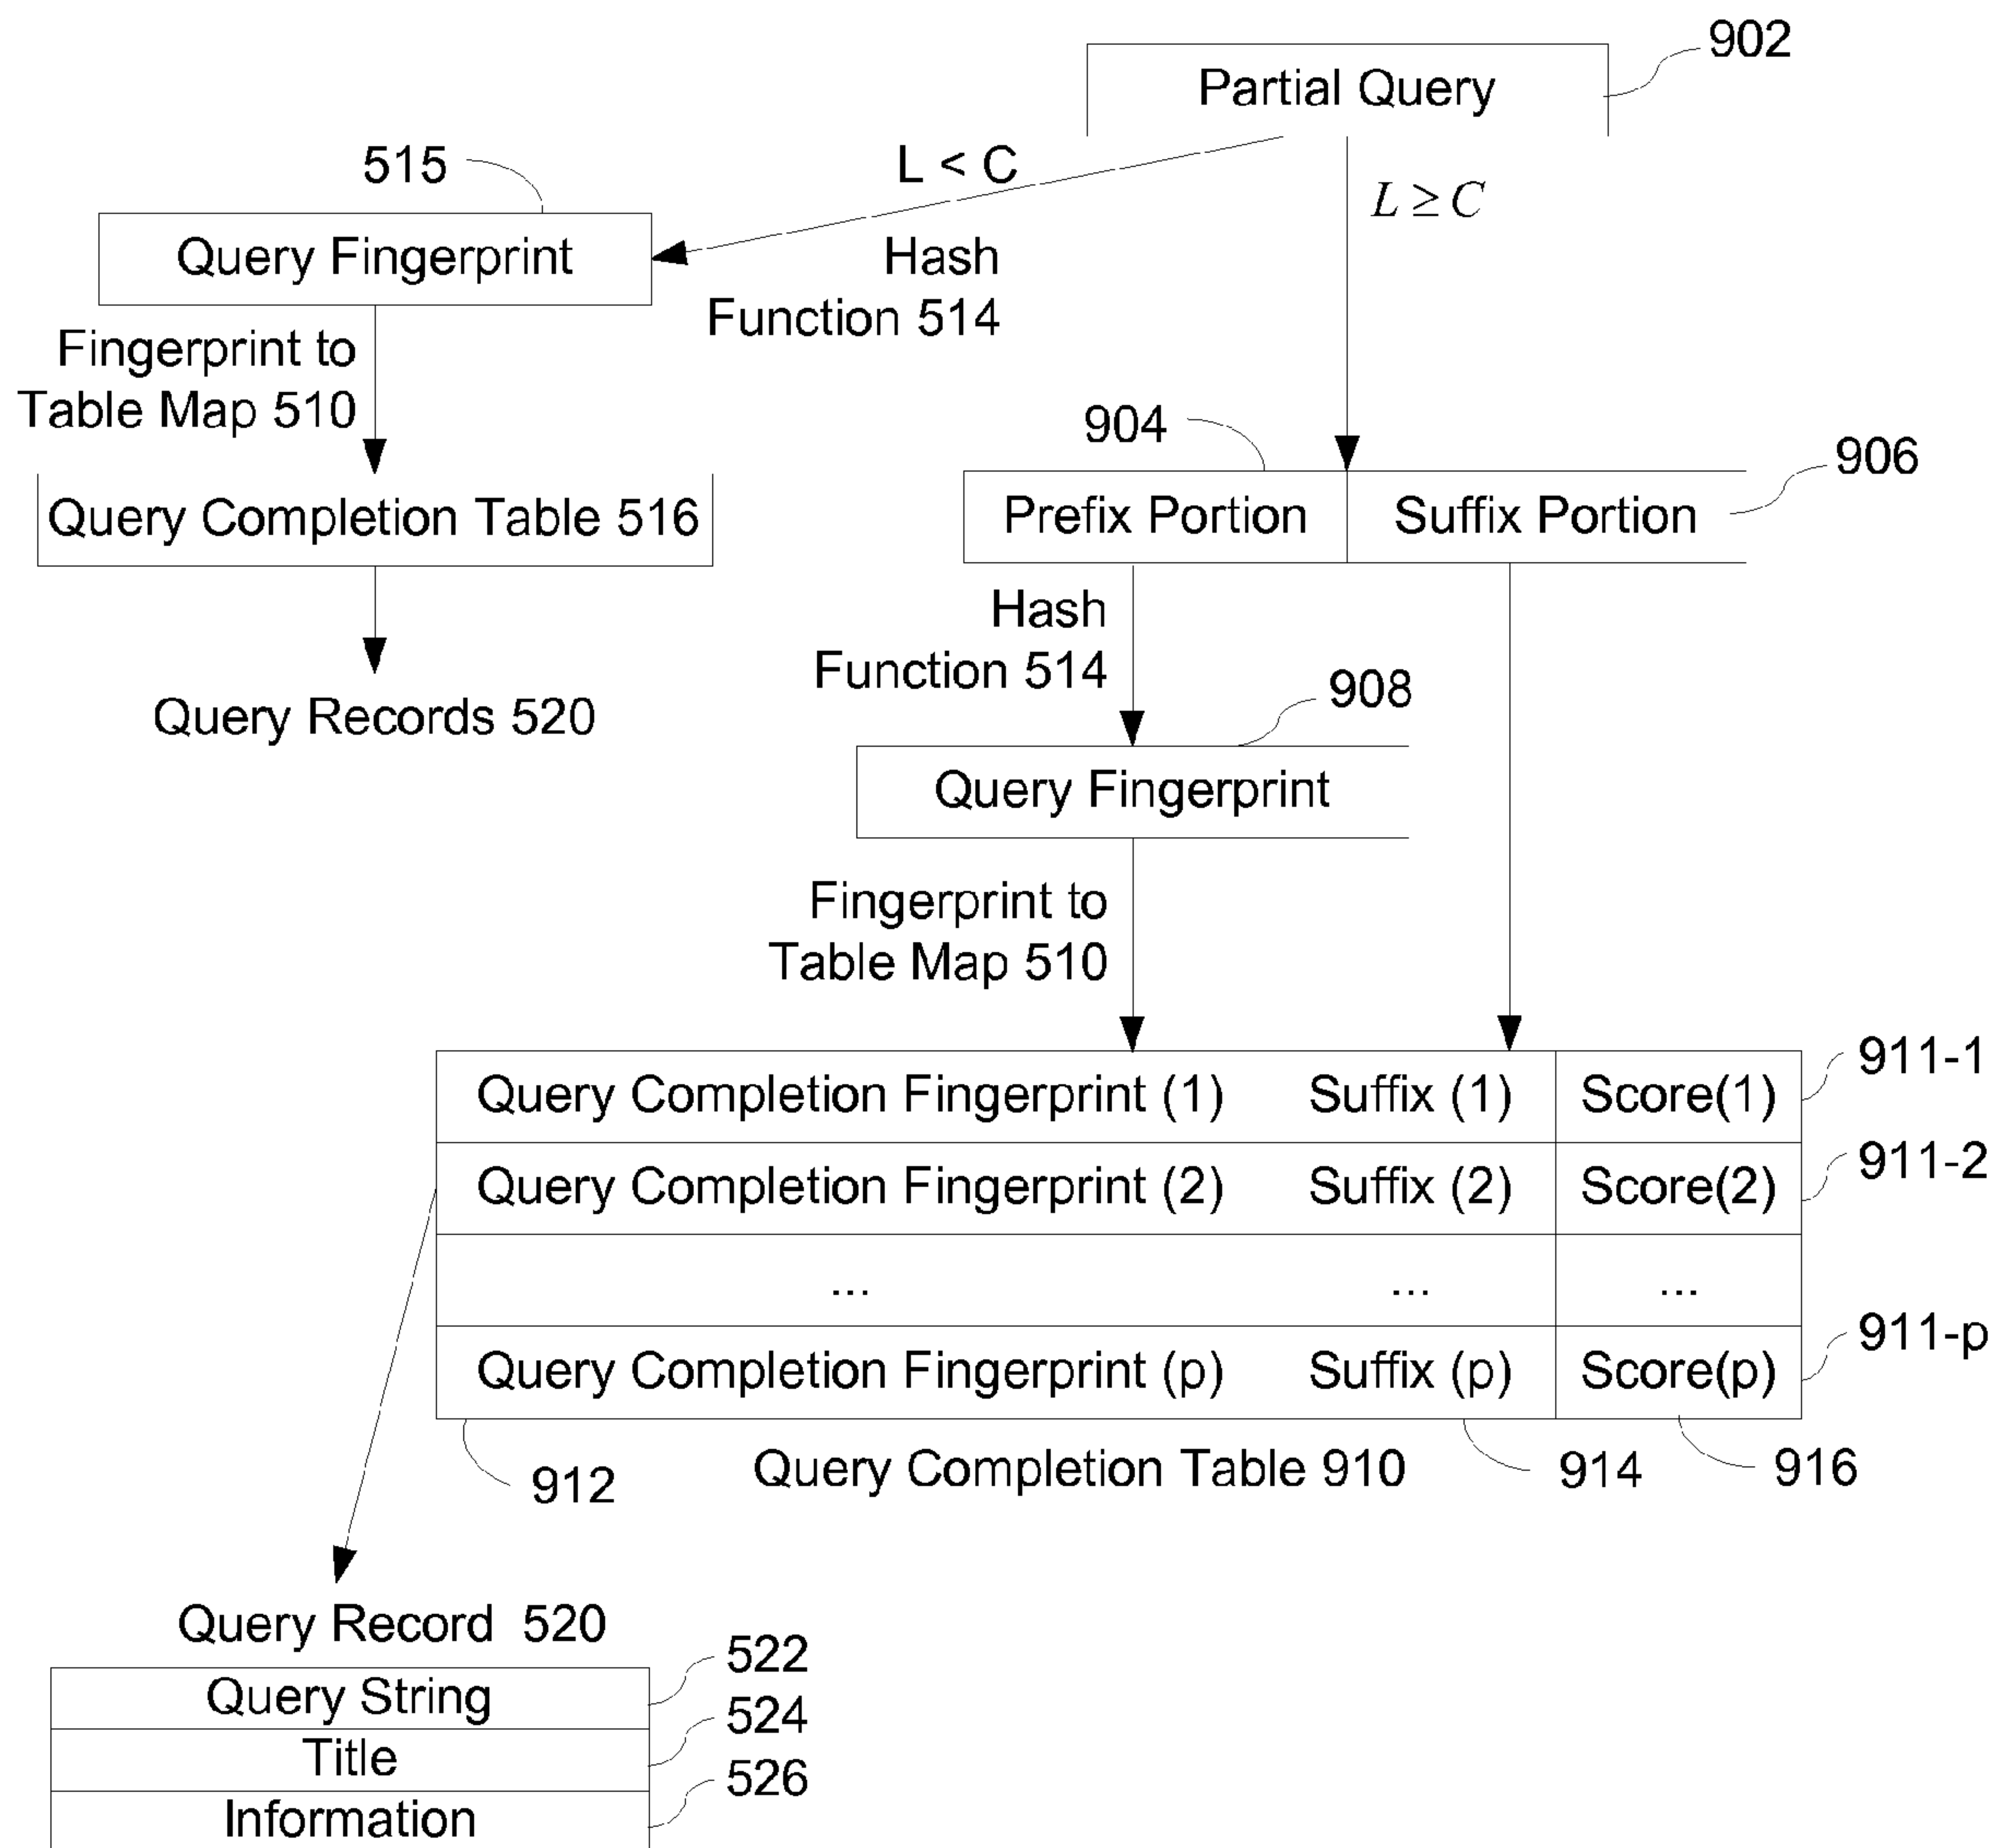 902
Partial Query
L < C
L ≥ C
515
Query Fingerprint
Hash
Function 514
Fingerprint to
Table Map 510
904
906
Query Completion Table 516
Prefix Portion
Suffix Portion
Hash
Function 514
Query Records 520
908
Query Fingerprint
Fingerprint to
Table Map 510
Query Completion Fingerprint (1) Suffix (1) Score(1) 911-1
Query Completion Fingerprint (2) Suffix (2) Score(2) 911-2
... ... ...
Query Completion Fingerprint (p) Suffix (p) Score(p) 911-p
912
Query Completion Table 910
914
916
Query Record 520
Query String 522
Title 524
Information 526